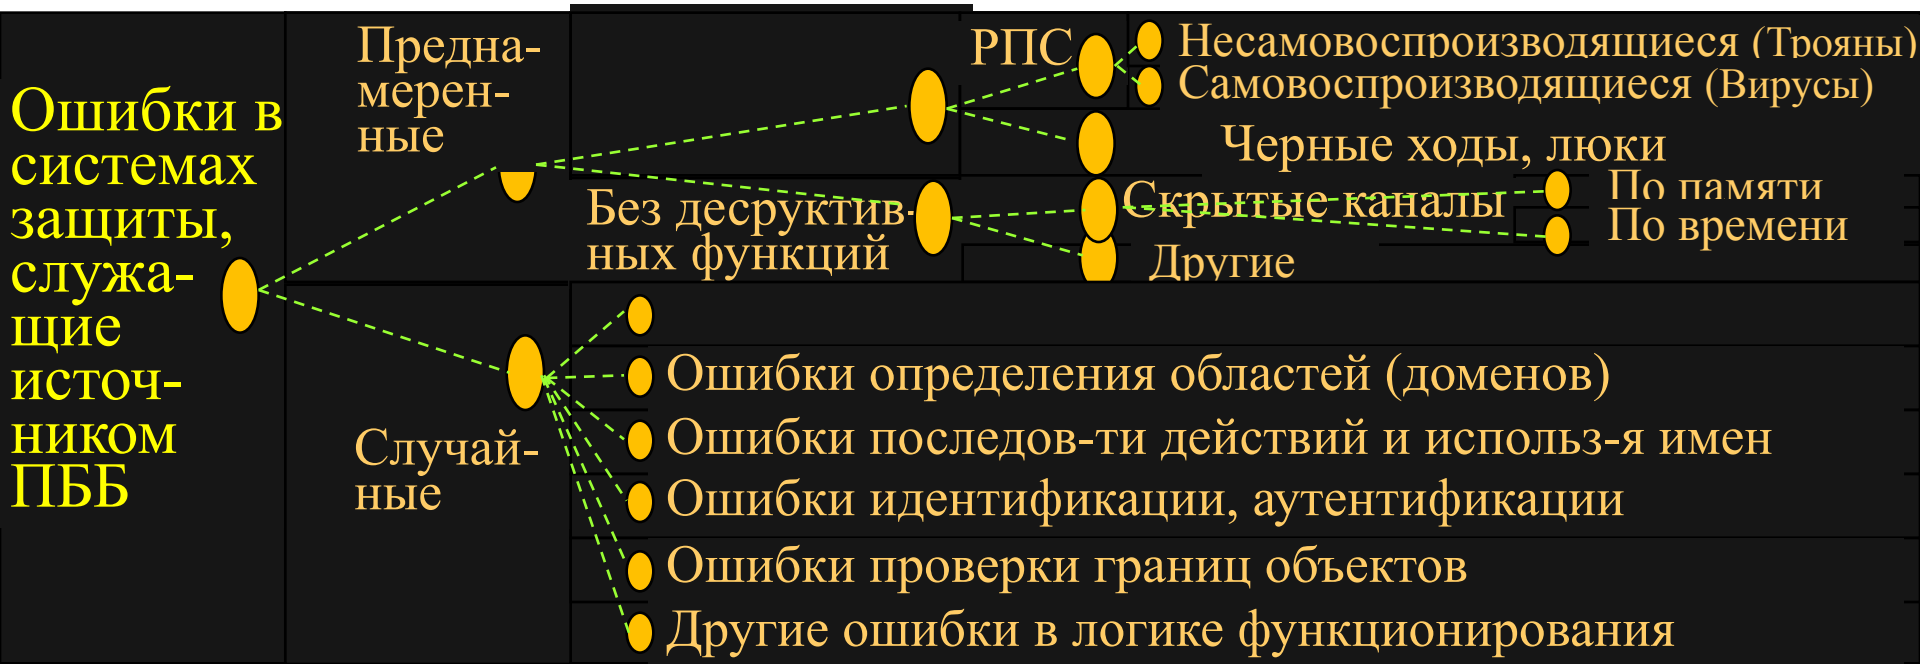 Ошибки в
системах
защиты,
служа-
щие
источ-
ником
ПББ
Предна-
мерен-
ные
РПС
Несамовоспроизводящиеся (Трояны)
Самовоспроизводящиеся (Вирусы)
Черные ходы, люки
Без десруктив-
ных функций
Скрытые каналы
По памяти
По времени
Другие
Случай-
ные
Ошибки определения областей (доменов)
Ошибки последов-ти действий и использ-я имен
Ошибки идентификации, аутентификации
Ошибки проверки границ объектов
Другие ошибки в логике функционирования